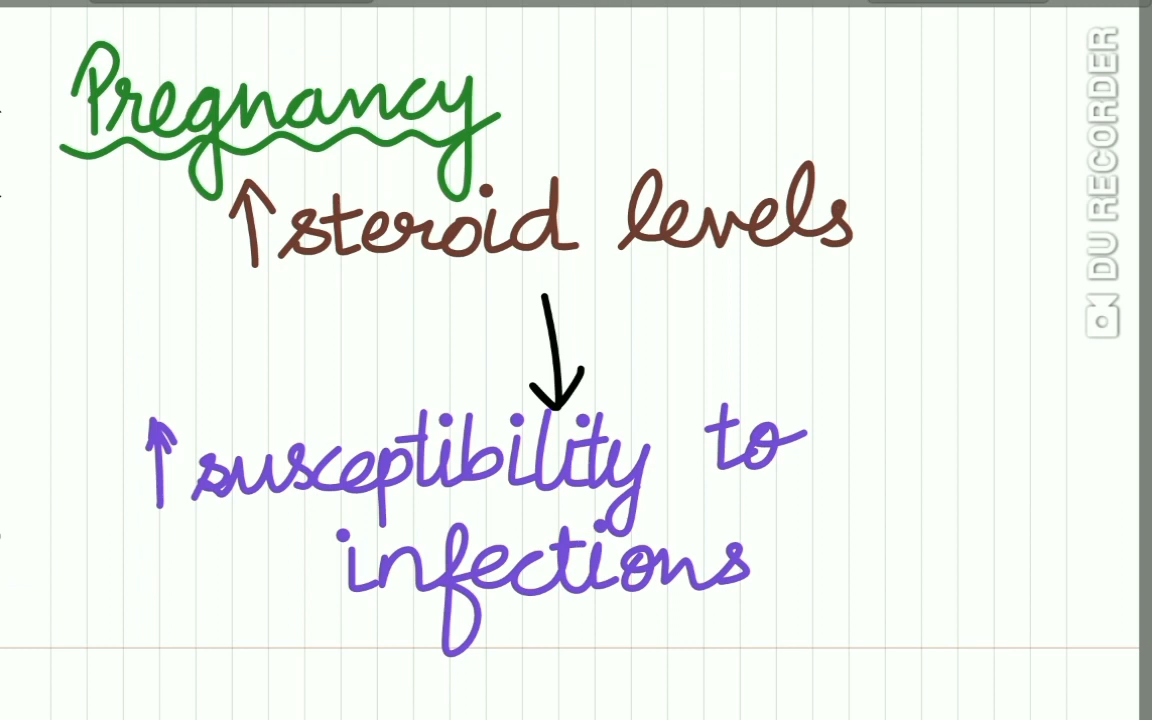 Pregnancy
↑ steroid levels
↓
↑ susceptibility to
infections
DU RECORDER